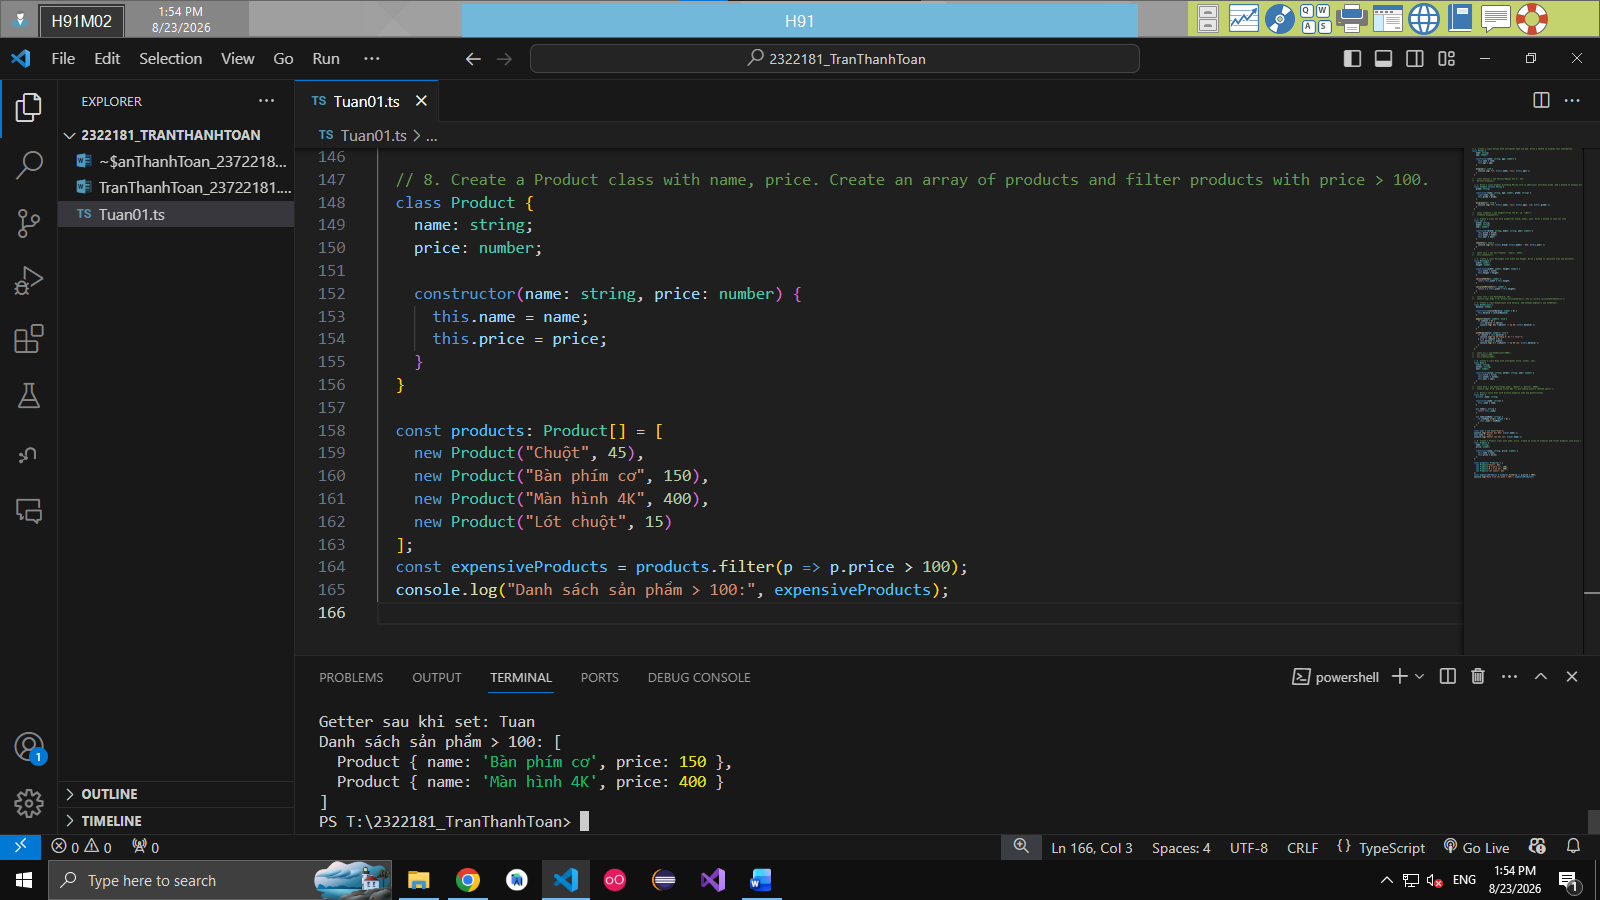 H91M02
1:54 PM
8/23/2026
H91
Q W
A S
File Edit Selection View Go Run ···
2322181_TranThanhToan
EXPLORER
2322181_TRANTHANHTOAN
~$anThanhToan_2372218...
TranThanhToan_23722181....
TS Tuan01.ts
OUTLINE
TIMELINE
TS Tuan01.ts
TS Tuan01.ts > ...
146
147 // 8. Create a Product class with name, price. Create an array of products and filter products with price > 100.
148 class Product {
149 name: string;
150 price: number;
151
152 constructor(name: string, price: number) {
153 this.name = name;
154 this.price = price;
155 }
156 }
157
158 const products: Product[] = [
159 new Product("Chuột", 45),
160 new Product("Bàn phím cơ", 150),
161 new Product("Màn hình 4K", 400),
162 new Product("Lót chuột", 15)
163 ];
164 const expensiveProducts = products.filter(p => p.price > 100);
165 console.log("Danh sách sản phẩm > 100:", expensiveProducts);
166
PROBLEMS OUTPUT TERMINAL PORTS DEBUG CONSOLE
powershell
Getter sau khi set: Tuan
Danh sách sản phẩm > 100: [
Product { name: 'Bàn phím cơ', price: 150 },
Product { name: 'Màn hình 4K', price: 400 }
]
PS T:\2322181_TranThanhToan>
1
0 0 0
Ln 166, Col 3 Spaces: 4 UTF-8 CRLF {} TypeScript Go Live
Type here to search
ENG
1:54 PM
8/23/2026
1